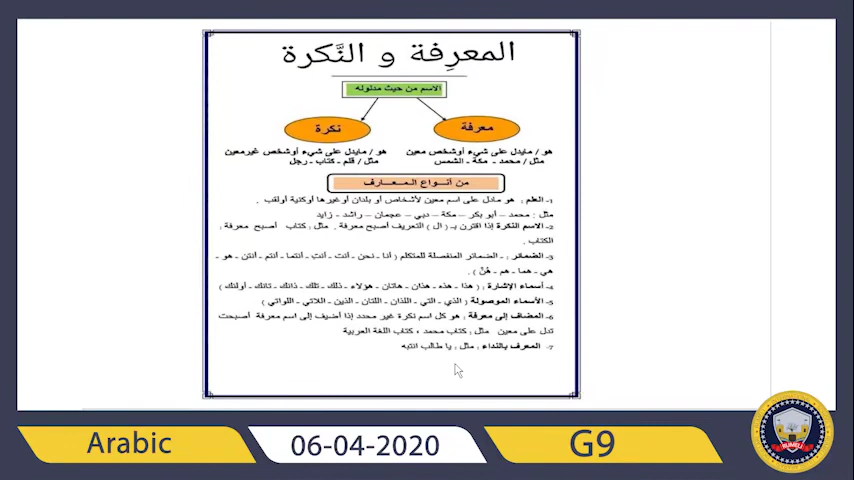 المعرِفة و النَّكرة
الاسم من حيث مدلوله
معرفة
نكرة
هو / مايدل على شيء أوشخص معين
مثل / محمد - مكة - الشمس
هو / مايدل على شيء أوشخص غيرمعين
مثل / قلم - كتاب - رجل
من أنـــواع الـمـعـــارف
1- العلم : هو مادل على اسم معين لأشخاص أو بلدان أوغيرها أوكنية أولقب .
مثل : محمد – أبو بكر – مكة – دبي – عجمان – راشد - زايد
2- الاسم النكرة إذا اقترن بـ ( ال ) التعريف أصبح معرفة . مثل : كتاب أصبح معرفة :
الكتاب .
3- الضمائر : - الضمائر المنفصلة للمتكلم ( أنا - نحن - أنت - أنتِ - أنتما - أنتم - أنتن - هو -
هي - هما - هم - هُنّ ) .
4- أسماء الإشارة : ( هذا - هذه - هذان - هاتان - هؤلاء - ذلك - تلك - ذانك - تانك - أولئك )
5- الأسماء الموصولة ( الذي - التي - اللذان - اللتان - الذين - اللاتي - اللواتي )
6- المضاف إلى معرفة : هو كل اسم نكرة غير محدد إذا أضيف إلى اسم معرفة أصبحت
تدل على معين مثل : كتاب محمد ، كتاب اللغة العربية
7- المعرف بالنداء : مثل : يا طالب انتبه
Arabic
06-04-2020
G9
RUMELI